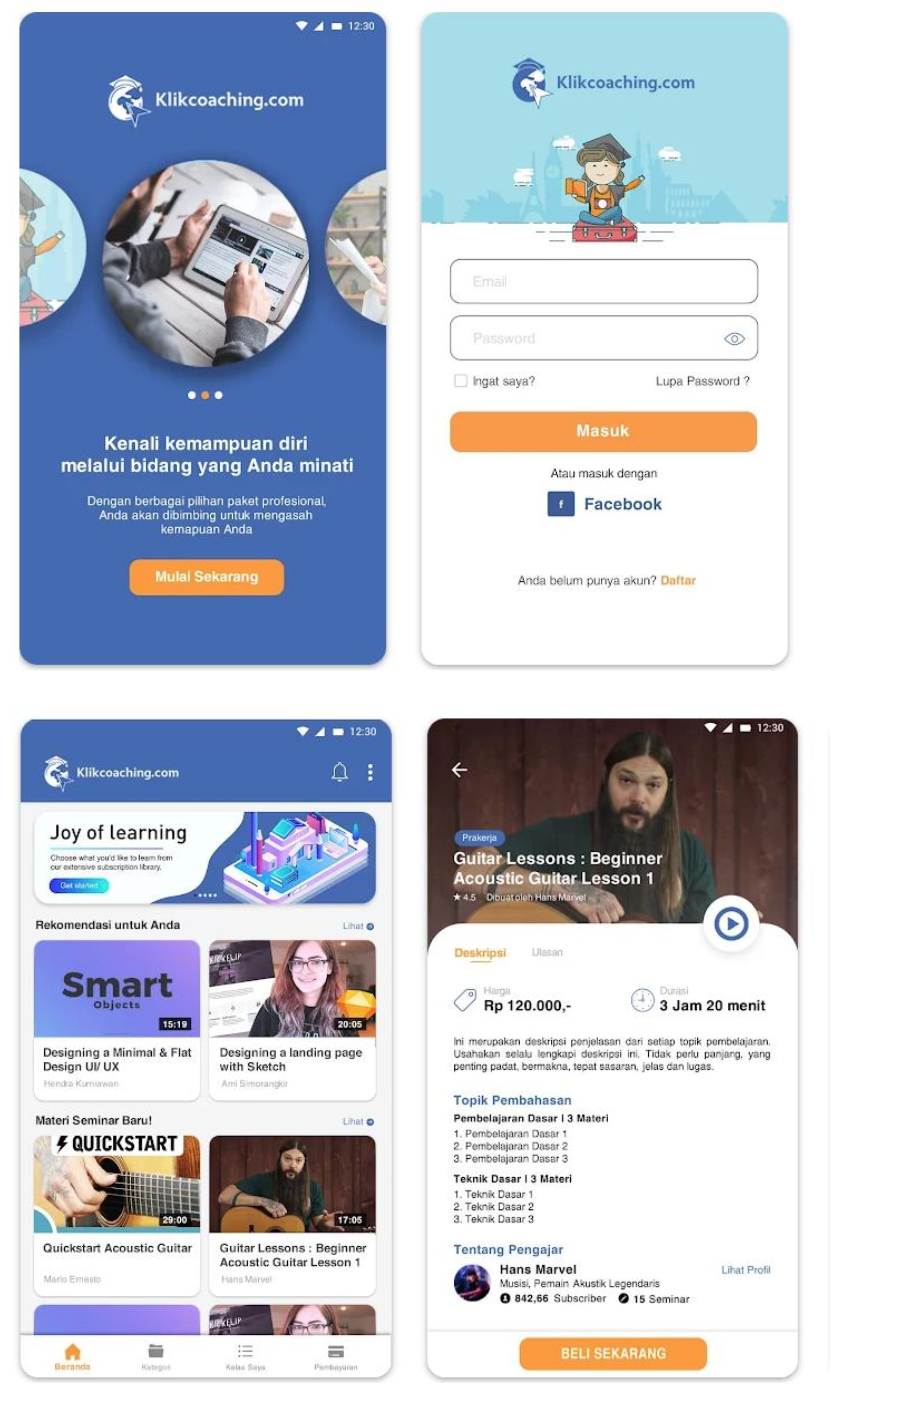 12:30
Klikcoaching.com
Kenali kemampuan diri
melalui bidang yang Anda minati
Dengan berbagai pilihan paket profesional,
Anda akan dibimbing untuk mengasah
kemapuan Anda
Mulai Sekarang
Klikcoaching.com
Email
Password
Ingat saya?
Lupa Password ?
Masuk
Atau masuk dengan
f Facebook
Anda belum punya akun? Daftar
12:30
Klikcoaching.com
Joy of learning
Choose what you'd like to learn from
our extensive subscription library.
Get started
Rekomendasi untuk Anda
Lihat
Smart
Objects
15:19
20:05
Designing a Minimal & Flat
Design UI/ UX
Hendra Kurniawan
Designing a landing page
with Sketch
Ami Simorangkir
Materi Seminar Baru!
Lihat
QUICKSTART
29:00
17:05
Quickstart Acoustic Guitar
Mario Ernesto
Guitar Lessons : Beginner
Acoustic Guitar Lesson 1
Hans Marvel
Beranda
Kategori
Kelas Saya
Pembayaran
12:30
Prakerja
Guitar Lessons : Beginner
Acoustic Guitar Lesson 1
4.5 Dibuat oleh Hans Marvel
Deskripsi
Ulasan
Harga
Rp 120.000,-
Durasi
3 Jam 20 menit
Ini merupakan deskripsi penjelasan dari setiap topik pembelajaran.
Usahakan selalu lengkapi deskripsi ini. Tidak perlu panjang, yang
penting padat, bermakna, tepat sasaran, jelas dan lugas.
Topik Pembahasan
Pembelajaran Dasar | 3 Materi
1. Pembelajaran Dasar 1
2. Pembelajaran Dasar 2
3. Pembelajaran Dasar 3
Teknik Dasar | 3 Materi
1. Teknik Dasar 1
2. Teknik Dasar 2
3. Teknik Dasar 3
Tentang Pengajar
Hans Marvel
Lihat Profil
Musisi, Pemain Akustik Legendaris
842,66 Subscriber
15 Seminar
BELI SEKARANG